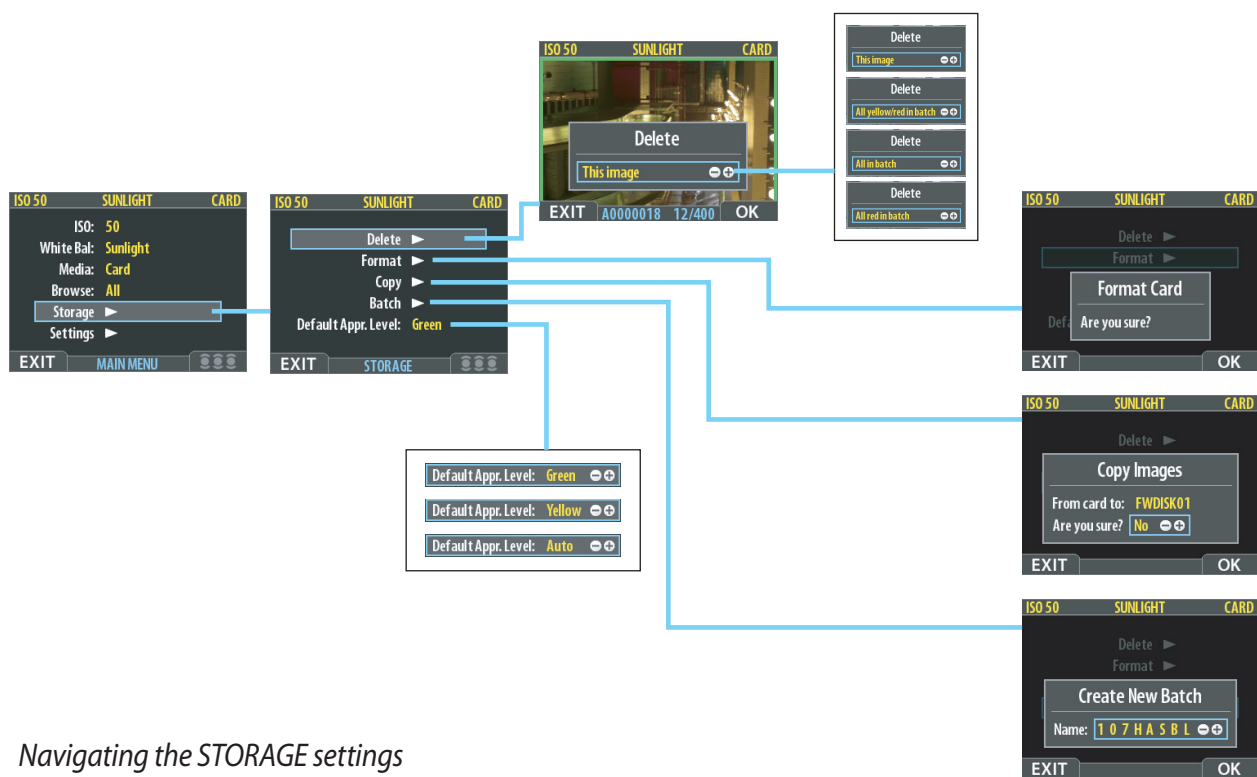 ISO 50 SUNLIGHT CARD
ISO: 50
White Bal: Sunlight
Media: Card
Browse: All
Storage
Settings
EXIT MAIN MENU
ISO 50 SUNLIGHT CARD
Delete
Format
Copy
Batch
Default Appr. Level: Green
EXIT STORAGE
ISO 50 SUNLIGHT CARD
Delete
This image
EXIT A0000018 12/400 OK
Delete
This image
Delete
All yellow/red in batch
Delete
All in batch
Delete
All red in batch
Default Appr. Level: Green
Default Appr. Level: Yellow
Default Appr. Level: Auto
ISO 50 SUNLIGHT CARD
Delete
Format
Format Card
Defa
Are you sure?
EXIT OK
ISO 50 SUNLIGHT CARD
Delete
Copy Images
From card to: FWDISK01
Are you sure? No
EXIT OK
ISO 50 SUNLIGHT CARD
Delete
Format
Create New Batch
Name: 1 0 7 H A S B L
EXIT OK
Navigating the STORAGE settings